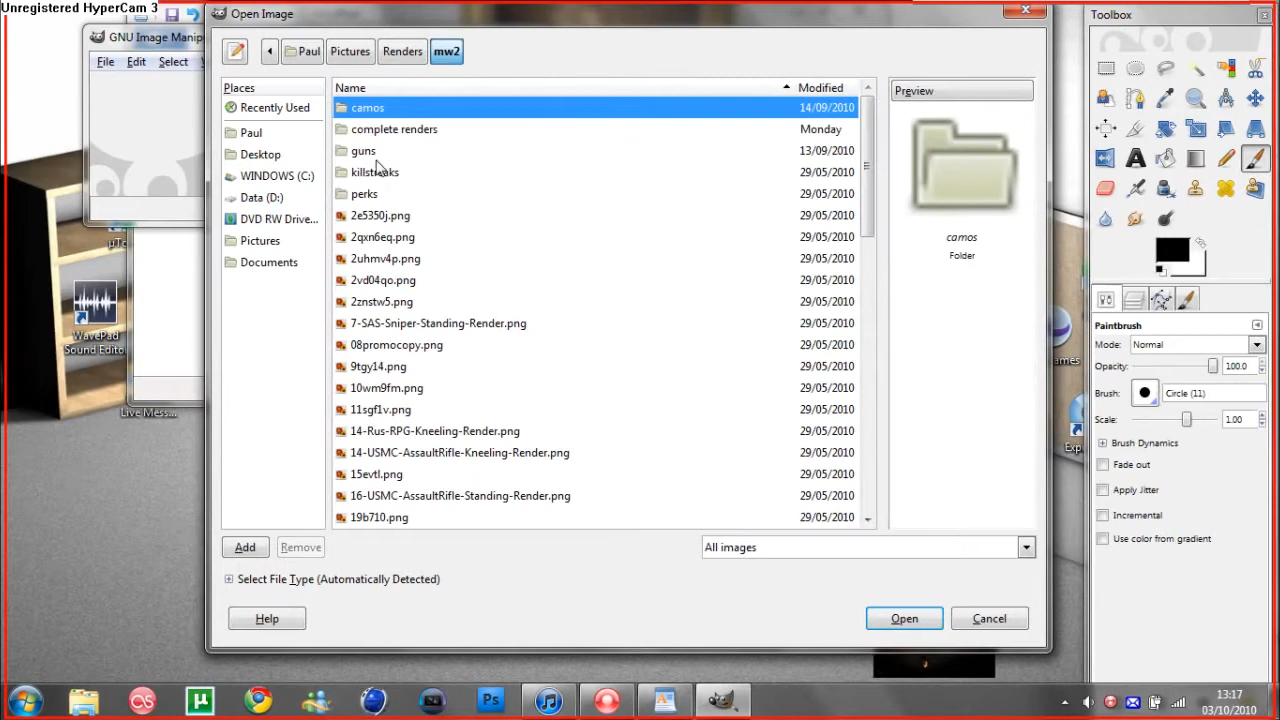 Unregistered HyperCam 3
GNU Image Manip
File Edit Select
Open Image
Paul Pictures Renders mw2
Places
Recently Used
Paul
Desktop
WINDOWS (C:)
Data (D:)
DVD RW Drive...
Pictures
Documents
Name Modified
camos 14/09/2010
complete renders Monday
guns 13/09/2010
killstreaks 29/05/2010
perks 29/05/2010
2e5350j.png 29/05/2010
2qxn6eq.png 29/05/2010
2uhmv4p.png 29/05/2010
2vd04qo.png 29/05/2010
2znstw5.png 29/05/2010
7-SAS-Sniper-Standing-Render.png 29/05/2010
08promocopy.png 29/05/2010
9tgy14.png 29/05/2010
10wm9fm.png 29/05/2010
11sgf1v.png 29/05/2010
14-Rus-RPG-Kneeling-Render.png 29/05/2010
14-USMC-AssaultRifle-Kneeling-Render.png 29/05/2010
15evtl.png 29/05/2010
16-USMC-AssaultRifle-Standing-Render.png 29/05/2010
19b710.png 29/05/2010
Preview
camos
Folder
Add Remove
All images
Select File Type (Automatically Detected)
Help Open Cancel
WavePad
Sound Edito
Live Mess...
Toolbox
Paintbrush
Mode: Normal
Opacity: 100.0
Brush: Circle (11)
Scale: 1.00
Brush Dynamics
Fade out
Apply Jitter
Incremental
Use color from gradient
Ps
13:17
03/10/2010